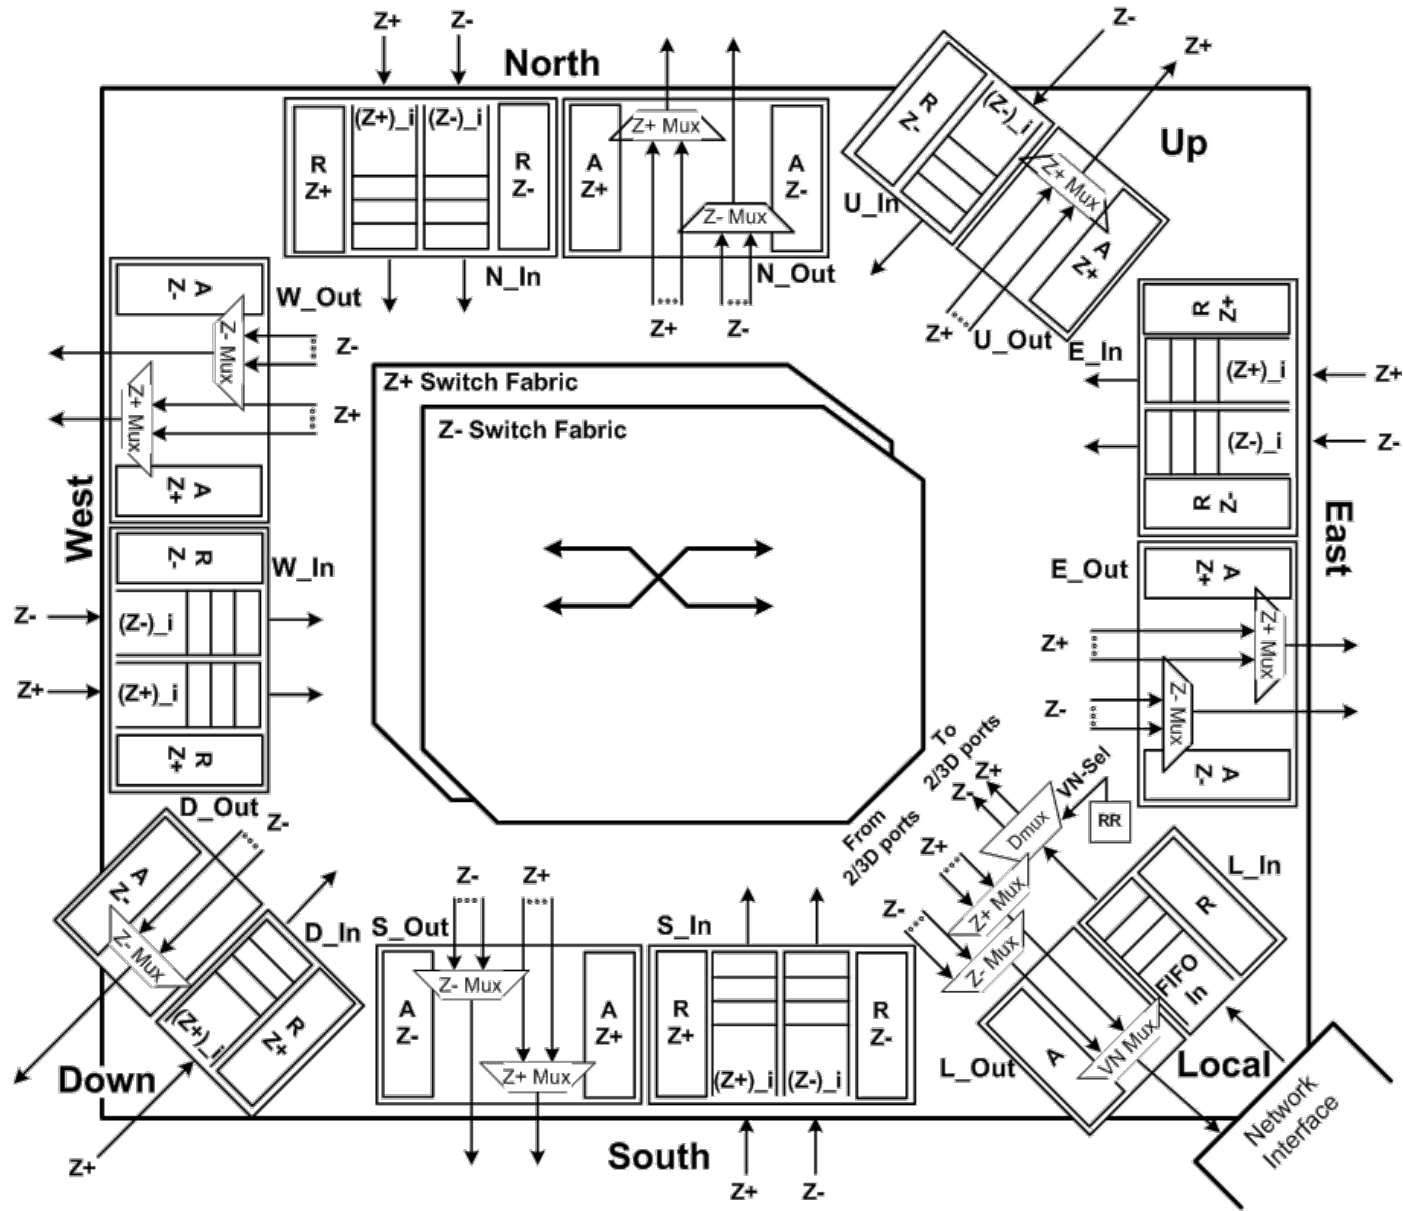 Z+
Z-
North
R
Z+
(Z+)_i
(Z-)_i
R
Z-
N_In
A
Z+
Z+ Mux
Z- Mux
A
Z-
N_Out
Z+
Z-
Z-
Z+
Up
R
Z-
(Z-)_i
U_In
Z+ Mux
A
Z+
Z+
U_Out
A
Z-
W_Out
Z- Mux
Z-
Z+ Mux
Z+
A
Z+
West
R
Z-
W_In
Z-
(Z-)_i
Z+
(Z+)_i
R
Z+
Z+ Switch Fabric
Z- Switch Fabric
E_In
R
Z+
(Z+)_i
Z+
(Z-)_i
Z-
R
Z-
East
E_Out
A
Z+
Z+
Z+ Mux
Z-
Z- Mux
A
Z-
D_Out
Z-
A
Z-
Z- Mux
D_In
(Z+)_i
R
Z+
Down
Z+
S_Out
Z-
Z+
A
Z-
Z- Mux
Z+ Mux
A
Z+
S_In
R
Z+
(Z+)_i
(Z-)_i
R
Z-
South
Z+
Z-
To
2/3D ports
Z+
Z-
VN-Sel
Dmux
RR
From
2/3D ports
Z+
Z+ Mux
Z-
Z- Mux
L_In
R
FIFO
In
L_Out
A
VN Mux
Local
Network
Interface